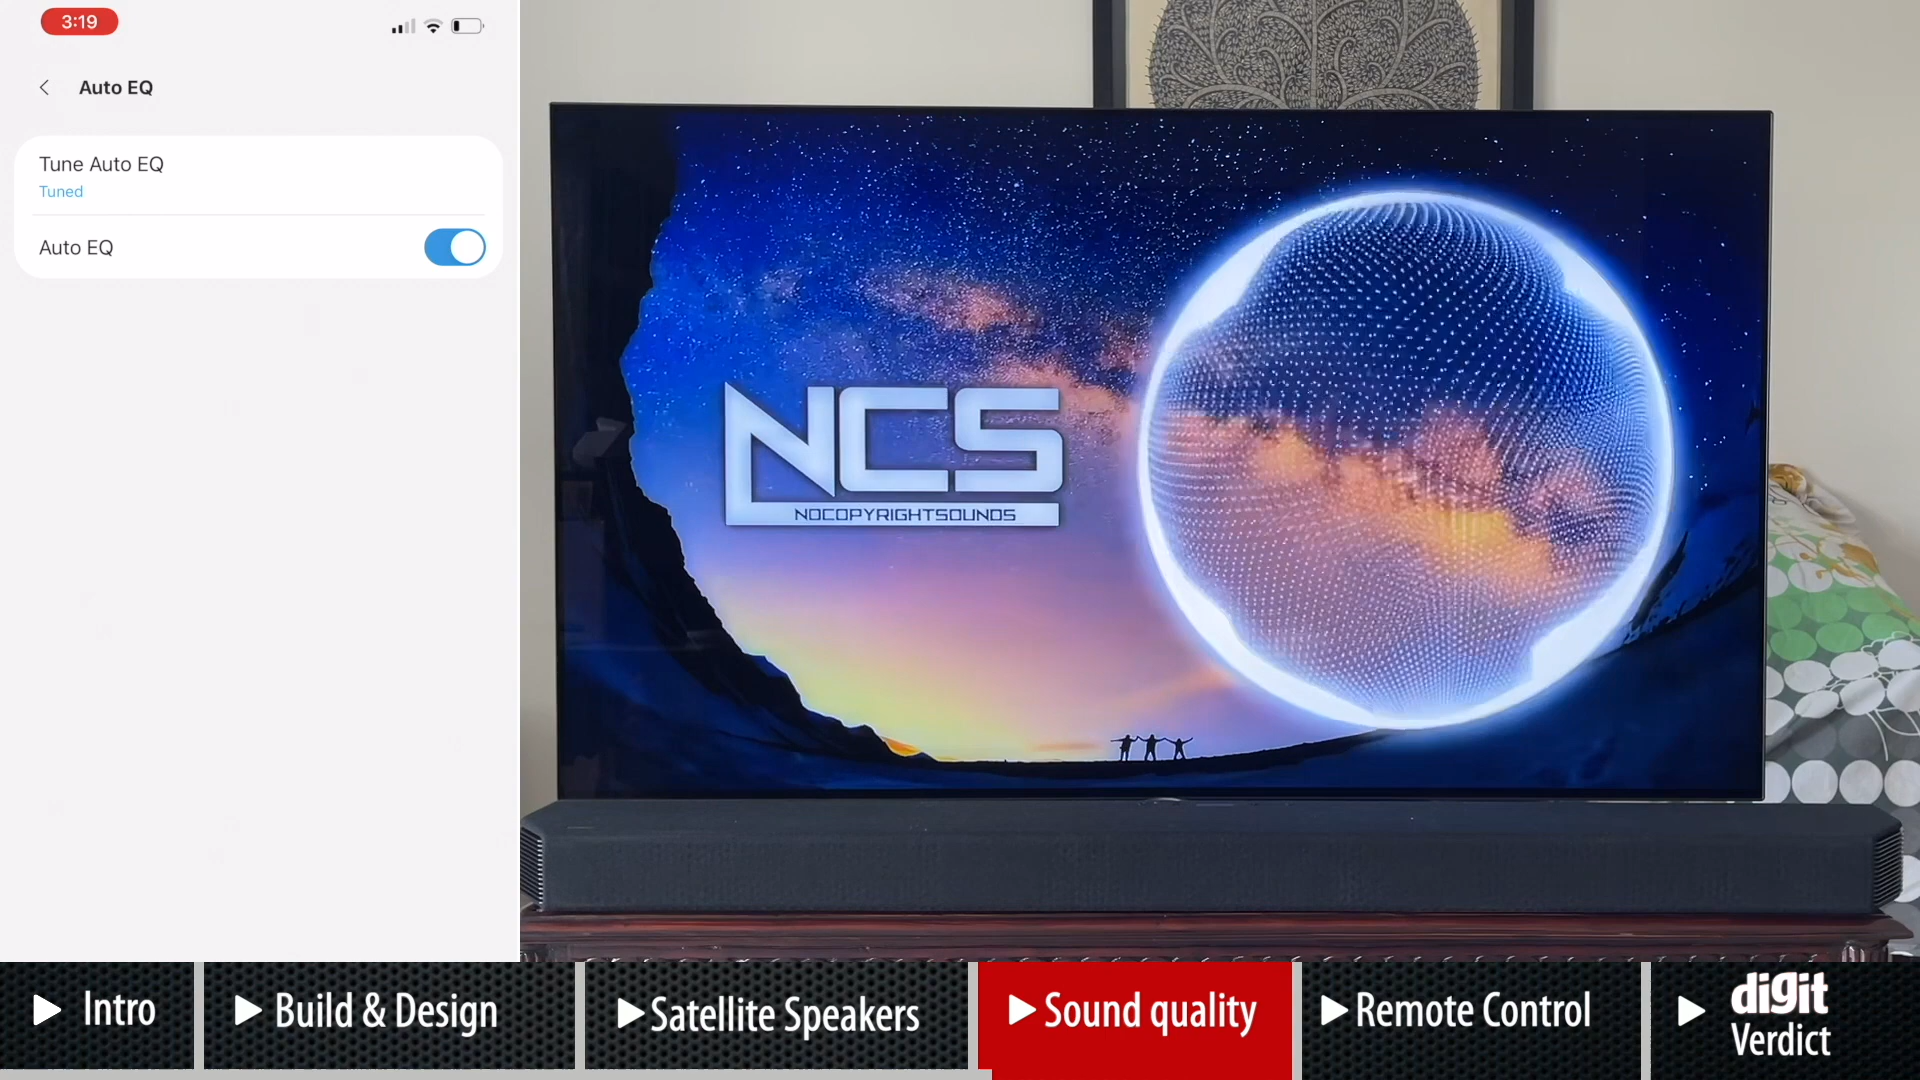 3:19
Auto EQ
Tune Auto EQ
Tuned
Auto EQ
NCS
NOCOPYRIGHTSOUNDS
Intro
Build & Design
Satellite Speakers
Sound quality
Remote Control
digit
Verdict